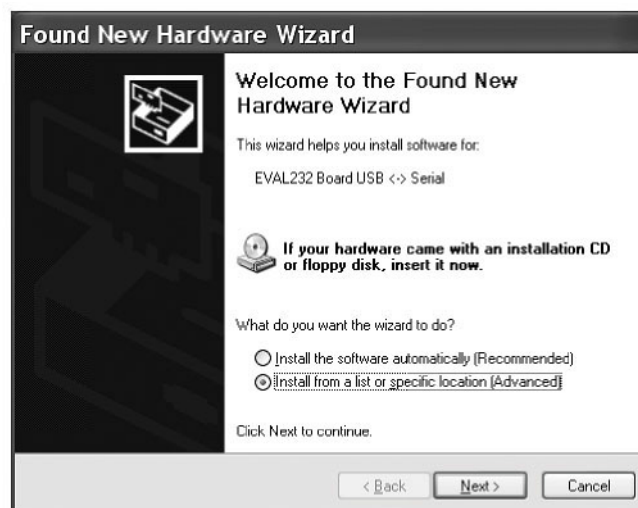 Found New Hardware Wizard
Welcome to the Found New
Hardware Wizard
This wizard helps you install software for:
EVAL232 Board USB <-> Serial
If your hardware came with an installation CD
or floppy disk, insert it now.
What do you want the wizard to do?
Install the software automatically (Recommended)
Install from a list or specific location (Advanced)
Click Next to continue.
< Back Next > Cancel